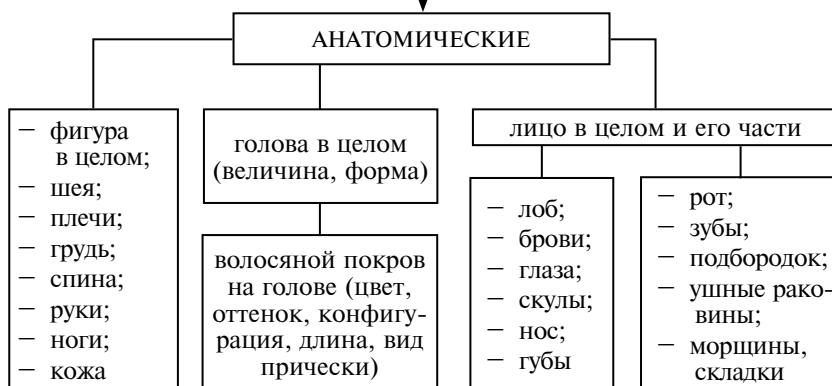 АНАТОМИЧЕСКИЕ
— фигура
в целом;
— шея;
— плечи;
— грудь;
— спина;
— руки;
— ноги;
— кожа
голова в целом
(величина, форма)
волосяной покров
на голове (цвет,
оттенок, конфигу-
рация, длина, вид
прически)
лицо в целом и его части
— лоб;
— брови;
— глаза;
— скулы;
— нос;
— губы
— рот;
— зубы;
— подбородок;
— ушные рако-
вины;
— морщины,
складки